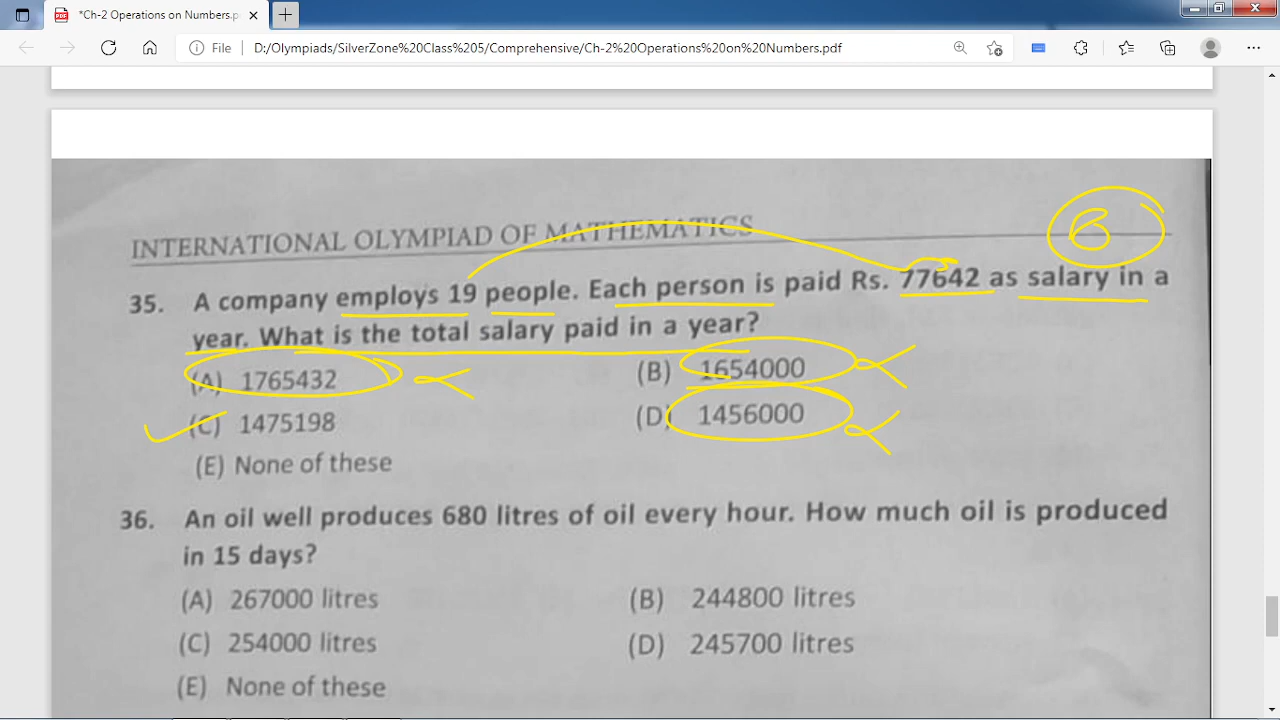 *Ch-2 Operations on Numbers.p
File D:/Olympiads/SilverZone%20Class%205/Comprehensive/Ch-2%20Operations%20on%20Numbers.pdf
B
INTERNATIONAL OLYMPIAD OF MATHEMATICS
35. A company employs 19 people. Each person is paid Rs. 77642 as salary in a
year. What is the total salary paid in a year?
(A) 1765432 (B) 1654000
(C) 1475198 (D) 1456000
(E) None of these
36. An oil well produces 680 litres of oil every hour. How much oil is produced
in 15 days?
(A) 267000 litres (B) 244800 litres
(C) 254000 litres (D) 245700 litres
(E) None of these